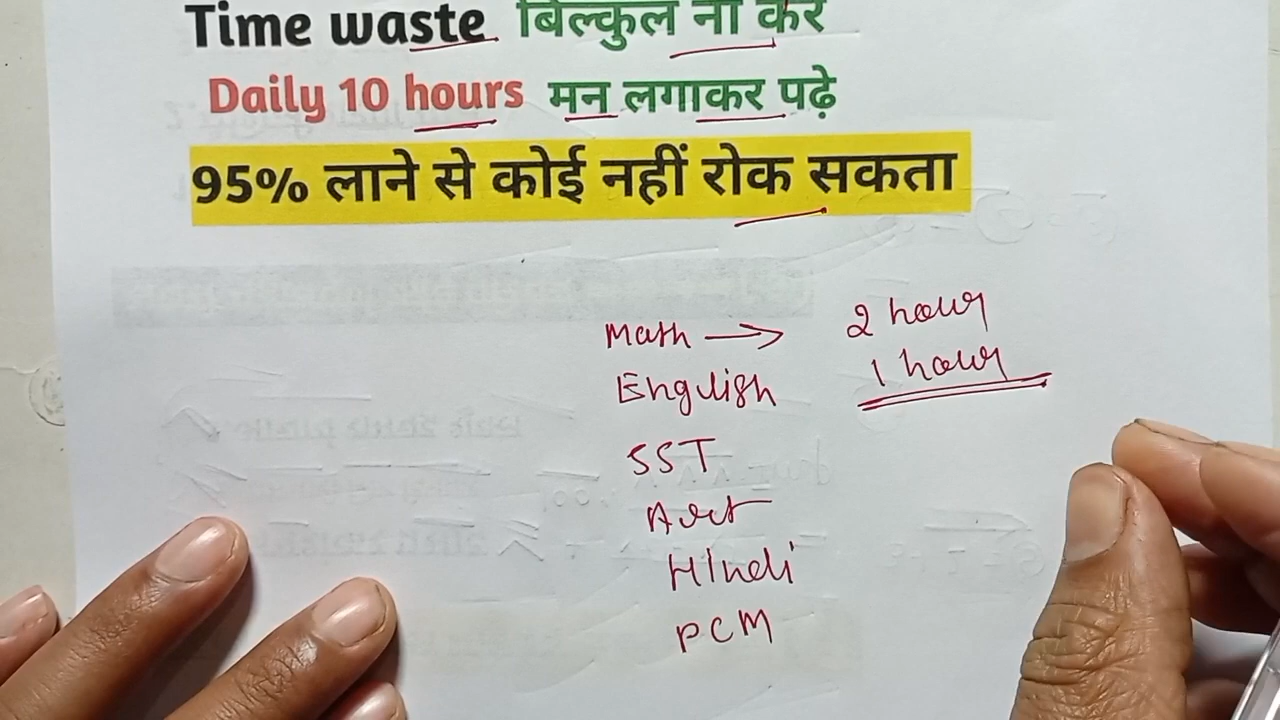 Time waste बिल्कुल ना करें
Daily 10 hours मन लगाकर पढ़े
95% लाने से कोई नहीं रोक सकता
Math → 2 hour
English 1 hour
SST
Art
Hindi
PCM